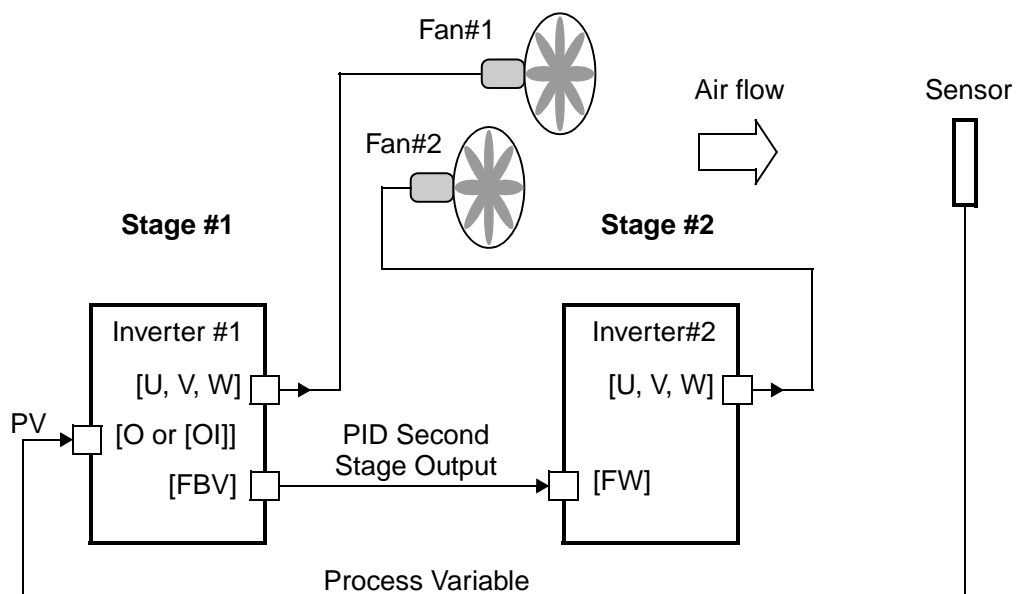 Fan#1
Air flow
Sensor
Fan#2
Stage #1
Stage #2
Inverter #1
Inverter#2
[U, V, W]
[U, V, W]
PV
[O or [OI]]
PID Second
Stage Output
[FBV]
[FW]
Process Variable